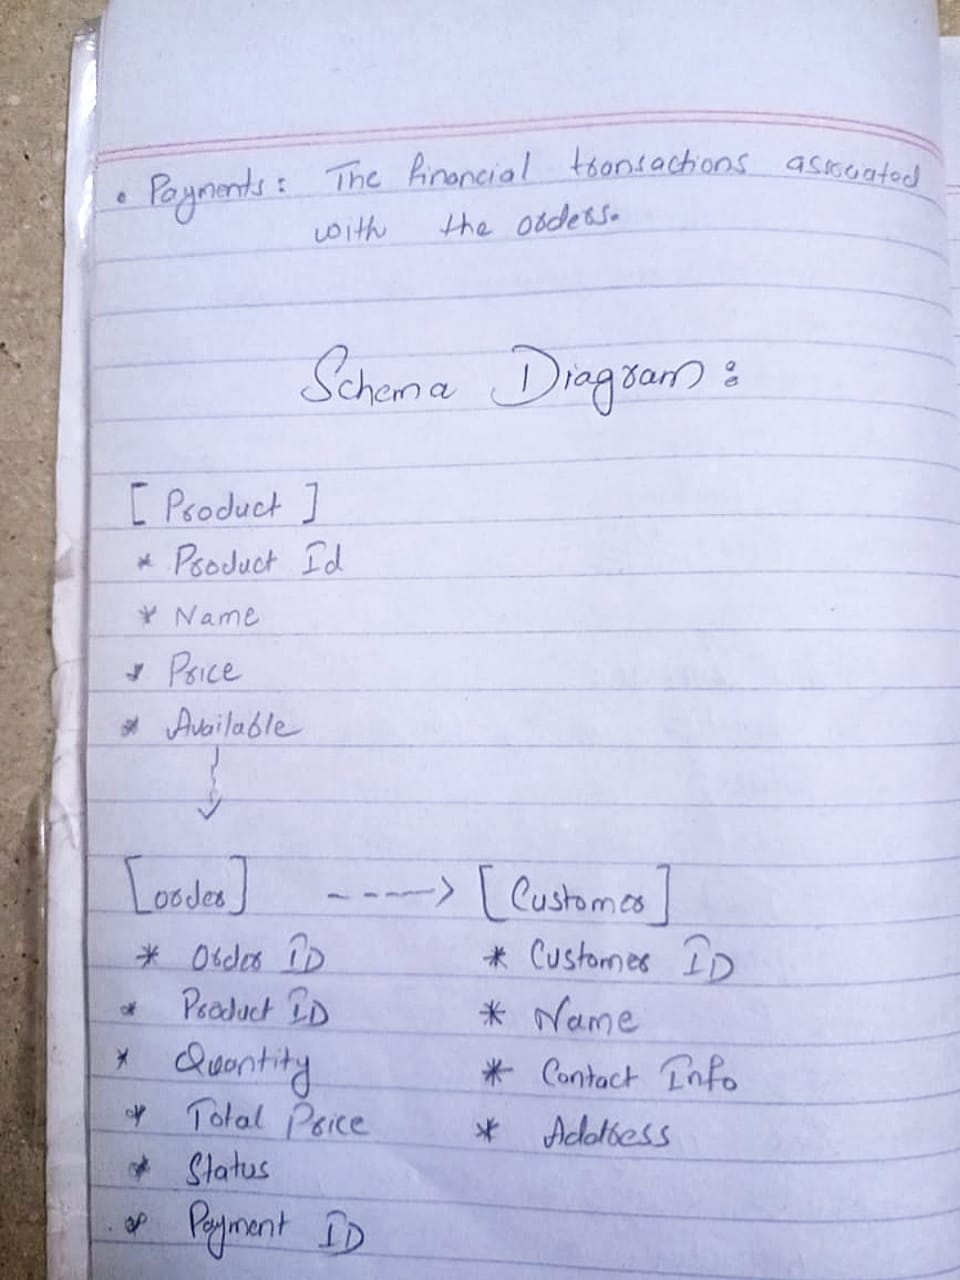 • Payments: The financial transactions associated
with the orders.
Schema Diagram:
[ Product ]
* Product Id
* Name
* Price
* Available
[order] ----> [Customer]
* Order ID
* Product ID
* Quantity
* Total Price
* Status
* Payment ID
* Customer ID
* Name
* Contact Info
* Address